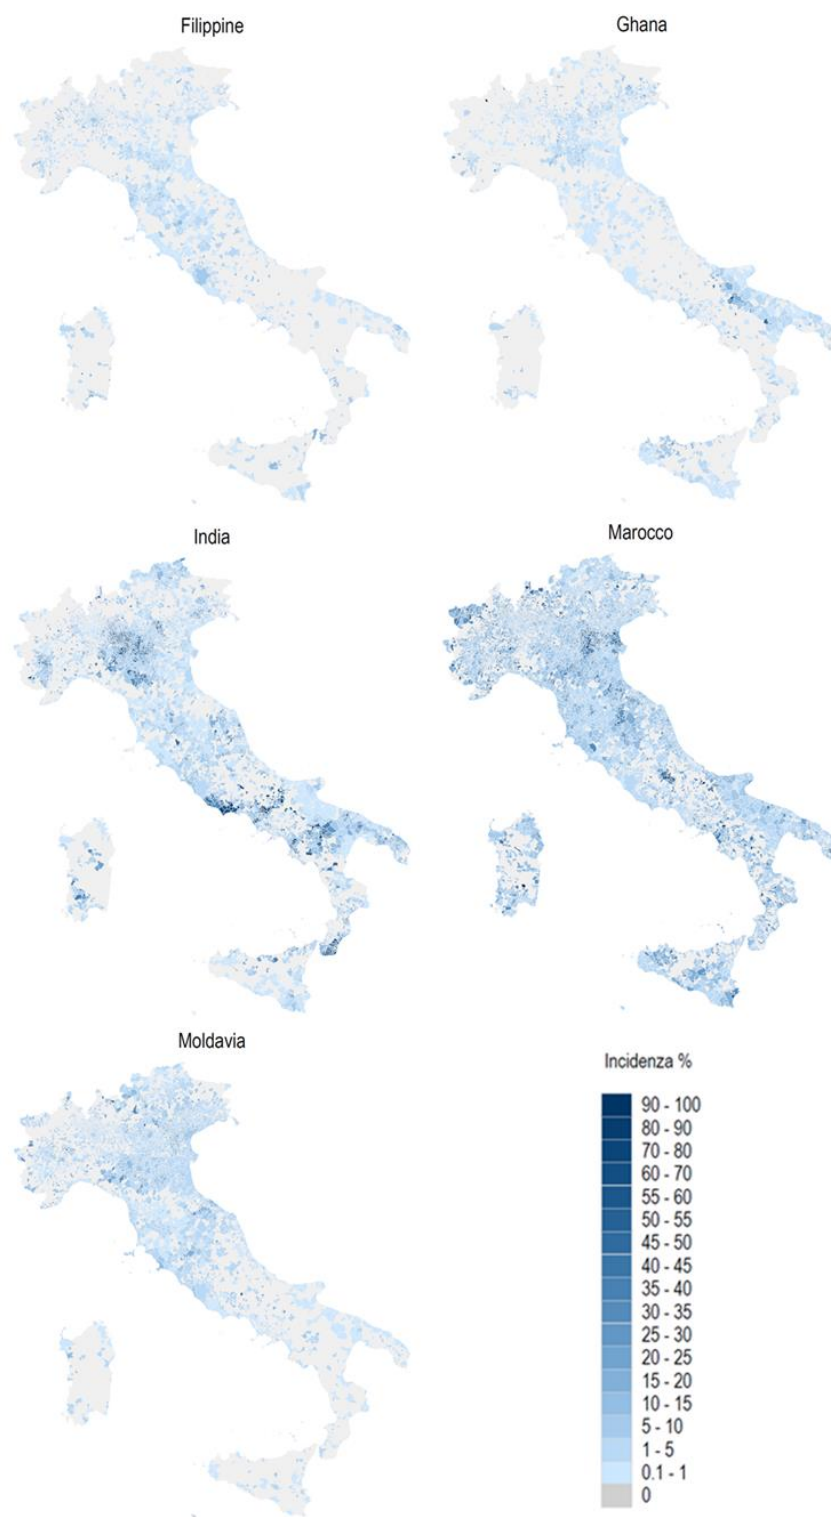 Filippine
Ghana
India
Marocco
Moldavia
Incidenza %
90 - 100
80 - 90
70 - 80
60 - 70
55 - 60
50 - 55
45 - 50
40 - 45
35 - 40
30 - 35
25 - 30
20 - 25
15 - 20
10 - 15
5 - 10
1 - 5
0.1 - 1
0